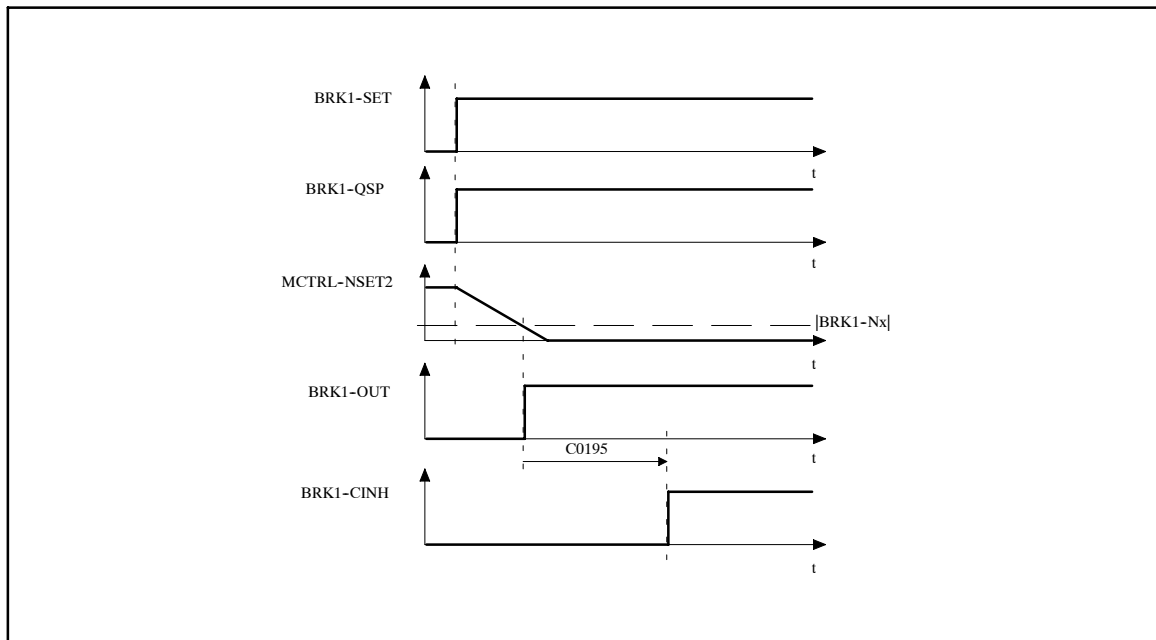 BRK1-SET
t
BRK1-QSP
t
MCTRL-NSET2
|BRK1-Nx|
t
BRK1-OUT
C0195
t
BRK1-CINH
t